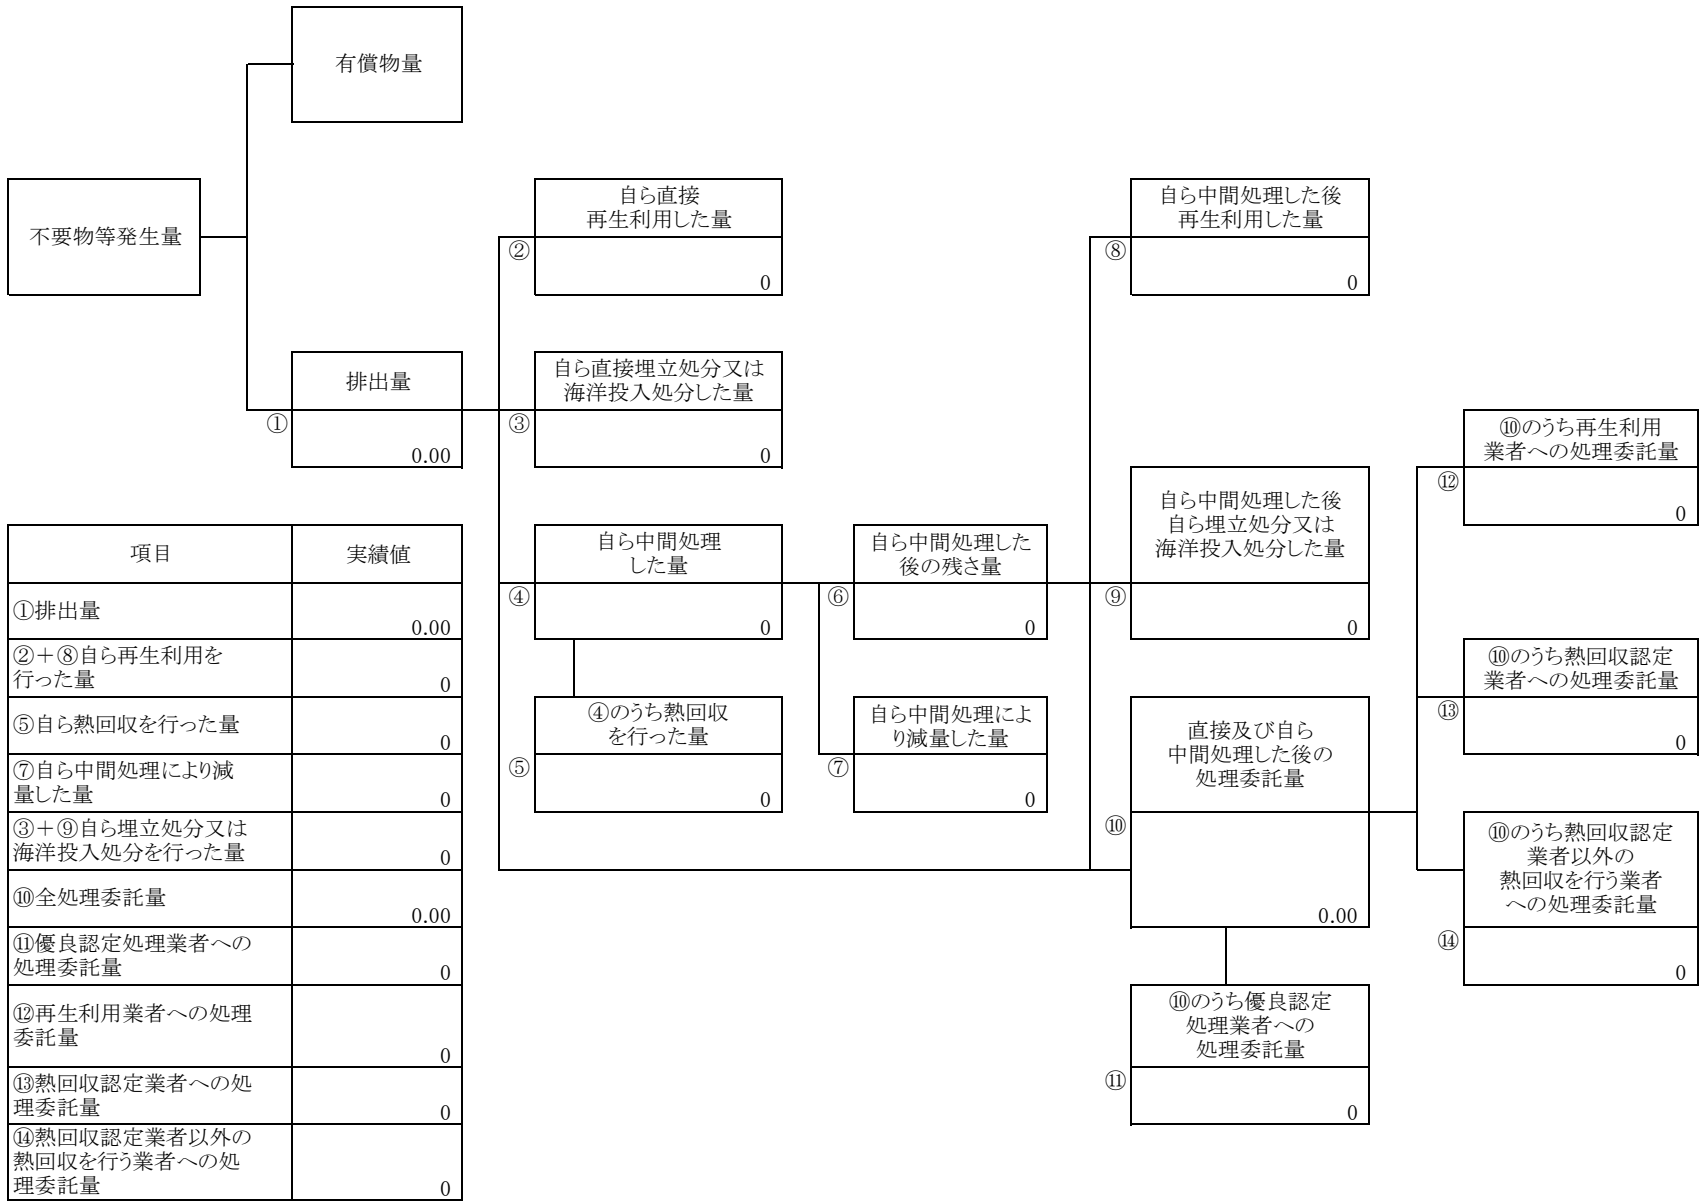 有償物量
不要物等発生量
排出量
①
0.00
自ら直接
再生利用した量
②
0
自ら直接埋立処分又は
海洋投入処分した量
③
0
自ら中間処理
した量
④
0
④のうち熱回収
を行った量
⑤
0
自ら中間処理した
後の残さ量
⑥
0
自ら中間処理によ
り減量した量
⑦
0
自ら中間処理した後
再生利用した量
⑧
0
自ら中間処理した後
自ら埋立処分又は
海洋投入処分した量
⑨
0
直接及び自ら
中間処理した後の
処理委託量
⑩
0.00
⑩のうち優良認定
処理業者への
処理委託量
⑪
0
⑩のうち再生利用
業者への処理委託量
⑫
0
⑩のうち熱回収認定
業者への処理委託量
⑬
0
⑩のうち熱回収認定
業者以外の
熱回収を行う業者
への処理委託量
⑭
0
項目 実績値
①排出量
0.00
②＋⑧自ら再生利用を
行った量
0
⑤自ら熱回収を行った量
0
⑦自ら中間処理により減
量した量
0
③＋⑨自ら埋立処分又は
海洋投入処分を行った量
0
⑩全処理委託量
0.00
⑪優良認定処理業者への
処理委託量
0
⑫再生利用業者への処理
委託量
0
⑬熱回収認定業者への処
理委託量
0
⑭熱回収認定業者以外の
熱回収を行う業者への処
理委託量
0